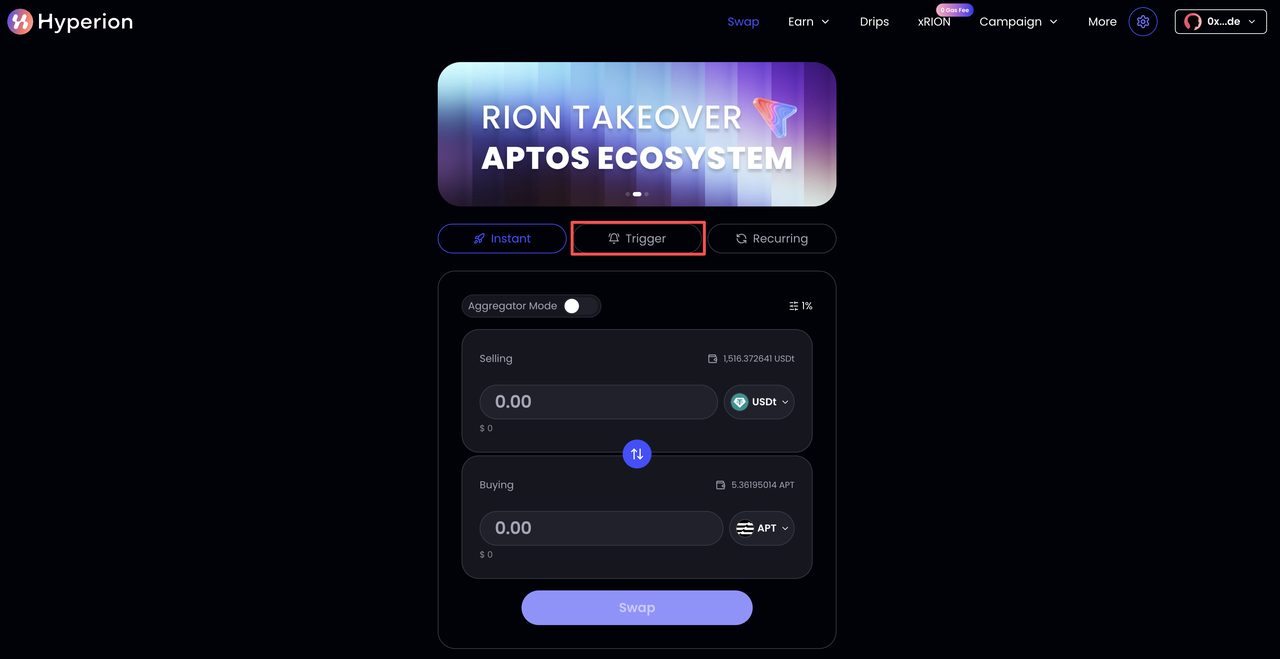 Hyperion
Swap
Earn
Drips
xRION
0 Gas Fee
Campaign
More
0x...de
RION TAKEOVER
APTOS ECOSYSTEM
Instant
Trigger
Recurring
Aggregator Mode
1%
Selling
1,516.372641 USDt
0.00
USDt
$ 0
Buying
5.36195014 APT
0.00
APT
$ 0
Swap